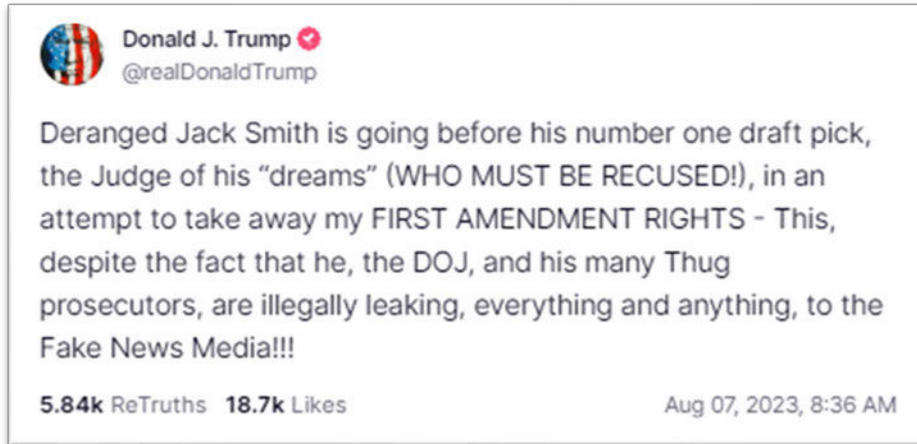 Donald J. Trump
@realDonaldTrump
Deranged Jack Smith is going before his number one draft pick,
the Judge of his “dreams” (WHO MUST BE RECUSED!), in an
attempt to take away my FIRST AMENDMENT RIGHTS - This,
despite the fact that he, the DOJ, and his many Thug
prosecutors, are illegally leaking, everything and anything, to the
Fake News Media!!!
5.84k ReTruths 18.7k Likes Aug 07, 2023, 8:36 AM